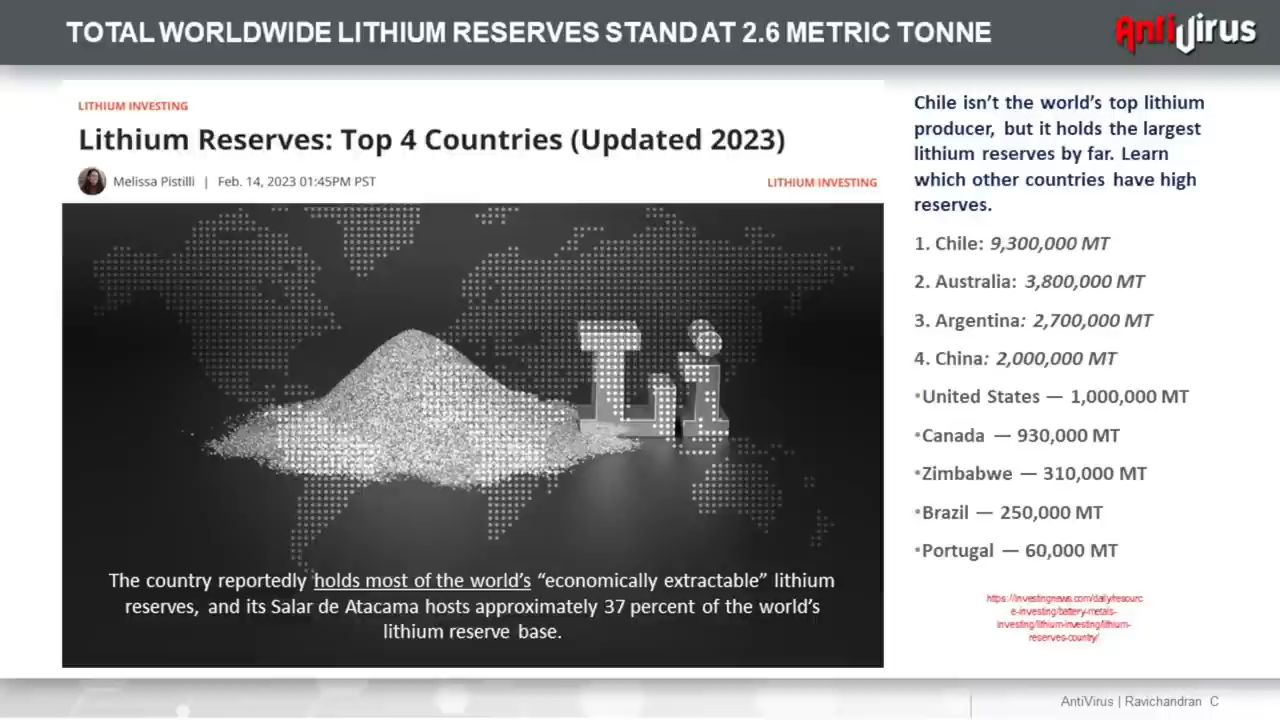 TOTAL WORLDWIDE LITHIUM RESERVES STAND AT 2.6 METRIC TONNE
AntiVirus
LITHIUM INVESTING
Lithium Reserves: Top 4 Countries (Updated 2023)
Melissa Pistilli | Feb. 14, 2023 01:45PM PST
LITHIUM INVESTING
Li
The country reportedly holds most of the world's “economically extractable” lithium
reserves, and its Salar de Atacama hosts approximately 37 percent of the world's
lithium reserve base.
Chile isn't the world's top lithium
producer, but it holds the largest
lithium reserves by far. Learn
which other countries have high
reserves.
1. Chile: 9,300,000 MT
2. Australia: 3,800,000 MT
3. Argentina: 2,700,000 MT
4. China: 2,000,000 MT
•United States — 1,000,000 MT
•Canada — 930,000 MT
•Zimbabwe — 310,000 MT
•Brazil — 250,000 MT
•Portugal — 60,000 MT
https://investingnews.com/daily/resourc
e-investing/battery-metals-
investing/lithium-investing/lithium-
reserves-country/
AntiVirus | Ravichandran C